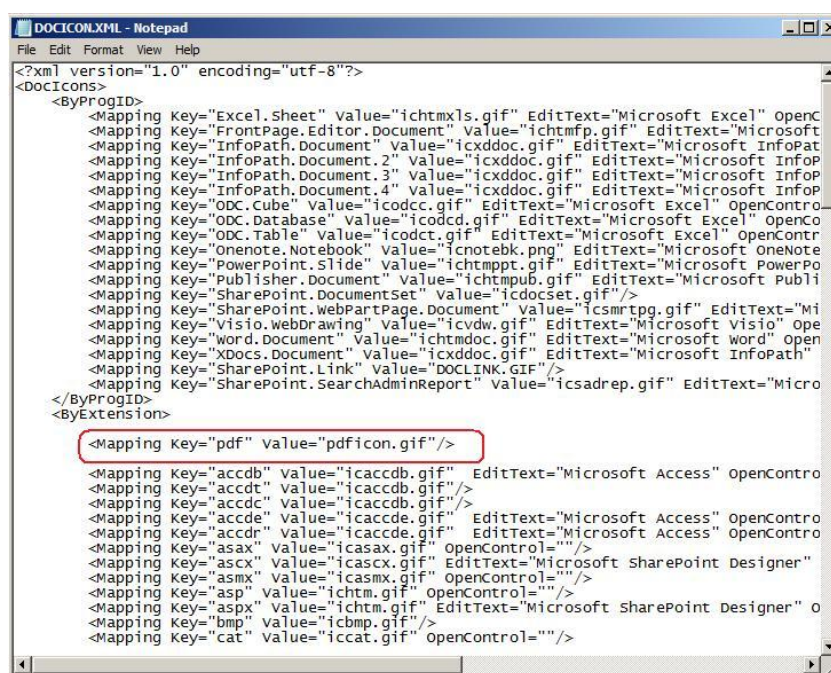 DOCICON.XML - Notepad
File Edit Format View Help
<?xml version="1.0" encoding="utf-8"?>
<DocIcons>
<ByProgID>
<Mapping Key="Excel.Sheet" Value="ichtmxls.gif" EditText="Microsoft Excel" OpenC
<Mapping Key="FrontPage.Editor.Document" Value="ichtmfp.gif" EditText="Microsoft
<Mapping Key="InfoPath.Document" Value="icxddoc.gif" EditText="Microsoft InfoPat
<Mapping Key="InfoPath.Document.2" Value="icxddoc.gif" EditText="Microsoft InfoP
<Mapping Key="InfoPath.Document.3" Value="icxddoc.gif" EditText="Microsoft InfoP
<Mapping Key="InfoPath.Document.4" Value="icxddoc.gif" EditText="Microsoft InfoP
<Mapping Key="ODC.Cube" Value="icodcc.gif" EditText="Microsoft Excel" OpenContro
<Mapping Key="ODC.Database" Value="icodcd.gif" EditText="Microsoft Excel" OpenCo
<Mapping Key="ODC.Table" Value="icodct.gif" EditText="Microsoft Excel" OpenContr
<Mapping Key="Onenote.Notebook" Value="icnotebk.png" EditText="Microsoft OneNote
<Mapping Key="PowerPoint.Slide" Value="ichtmppt.gif" EditText="Microsoft PowerPo
<Mapping Key="Publisher.Document" Value="ichtmpub.gif" EditText="Microsoft Publi
<Mapping Key="SharePoint.DocumentSet" Value="icdocset.gif"/>
<Mapping Key="SharePoint.WebPartPage.Document" Value="icsmrtpg.gif" EditText="Mi
<Mapping Key="Visio.WebDrawing" Value="icvdw.gif" EditText="Microsoft Visio" Ope
<Mapping Key="Word.Document" Value="ichtmdoc.gif" EditText="Microsoft Word" Open
<Mapping Key="XDocs.Document" Value="icxddoc.gif" EditText="Microsoft InfoPath"
<Mapping Key="SharePoint.Link" Value="DOCLINK.GIF"/>
<Mapping Key="SharePoint.SearchAdminReport" Value="icsadrep.gif" EditText="Micro
</ByProgID>
<ByExtension>
<Mapping Key="pdf" Value="pdficon.gif"/>
<Mapping Key="accdb" Value="icaccdb.gif" EditText="Microsoft Access" OpenContro
<Mapping Key="accdt" Value="icaccdb.gif"/>
<Mapping Key="accdc" Value="icaccdb.gif"/>
<Mapping Key="accde" Value="icaccde.gif" EditText="Microsoft Access" OpenContro
<Mapping Key="accdr" Value="icaccde.gif" EditText="Microsoft Access" OpenContro
<Mapping Key="asax" Value="icasax.gif" OpenControl=""/>
<Mapping Key="ascx" Value="icascx.gif" EditText="Microsoft SharePoint Designer"
<Mapping Key="asmx" Value="icasmx.gif" OpenControl=""/>
<Mapping Key="asp" Value="ichtm.gif" OpenControl=""/>
<Mapping Key="aspx" Value="ichtm.gif" EditText="Microsoft SharePoint Designer" O
<Mapping Key="bmp" Value="icbmp.gif"/>
<Mapping Key="cat" Value="iccat.gif" OpenControl=""/>